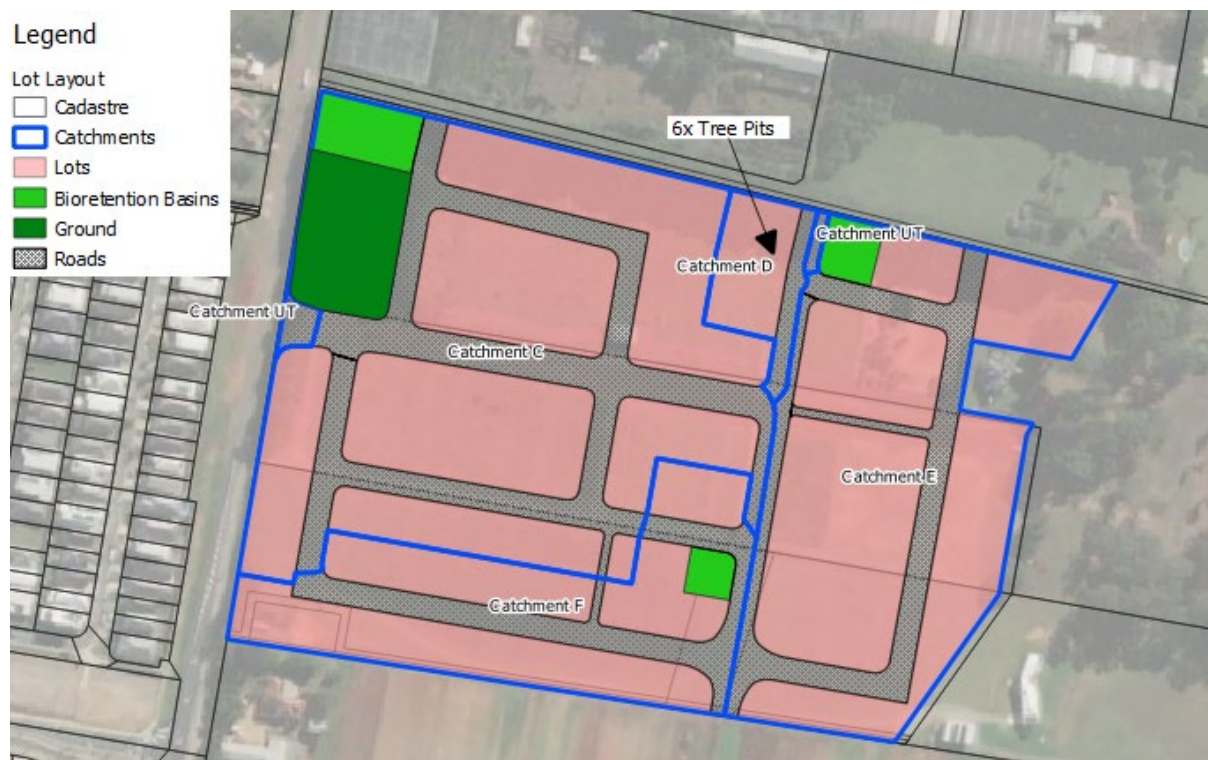 Legend
Lot Layout
Cadastre
Catchments
Lots
Bioretention Basins
Ground
Roads
6x Tree Pits
Catchment UT
Catchment D
Catchment UT
Catchment C
Catchment E
Catchment F